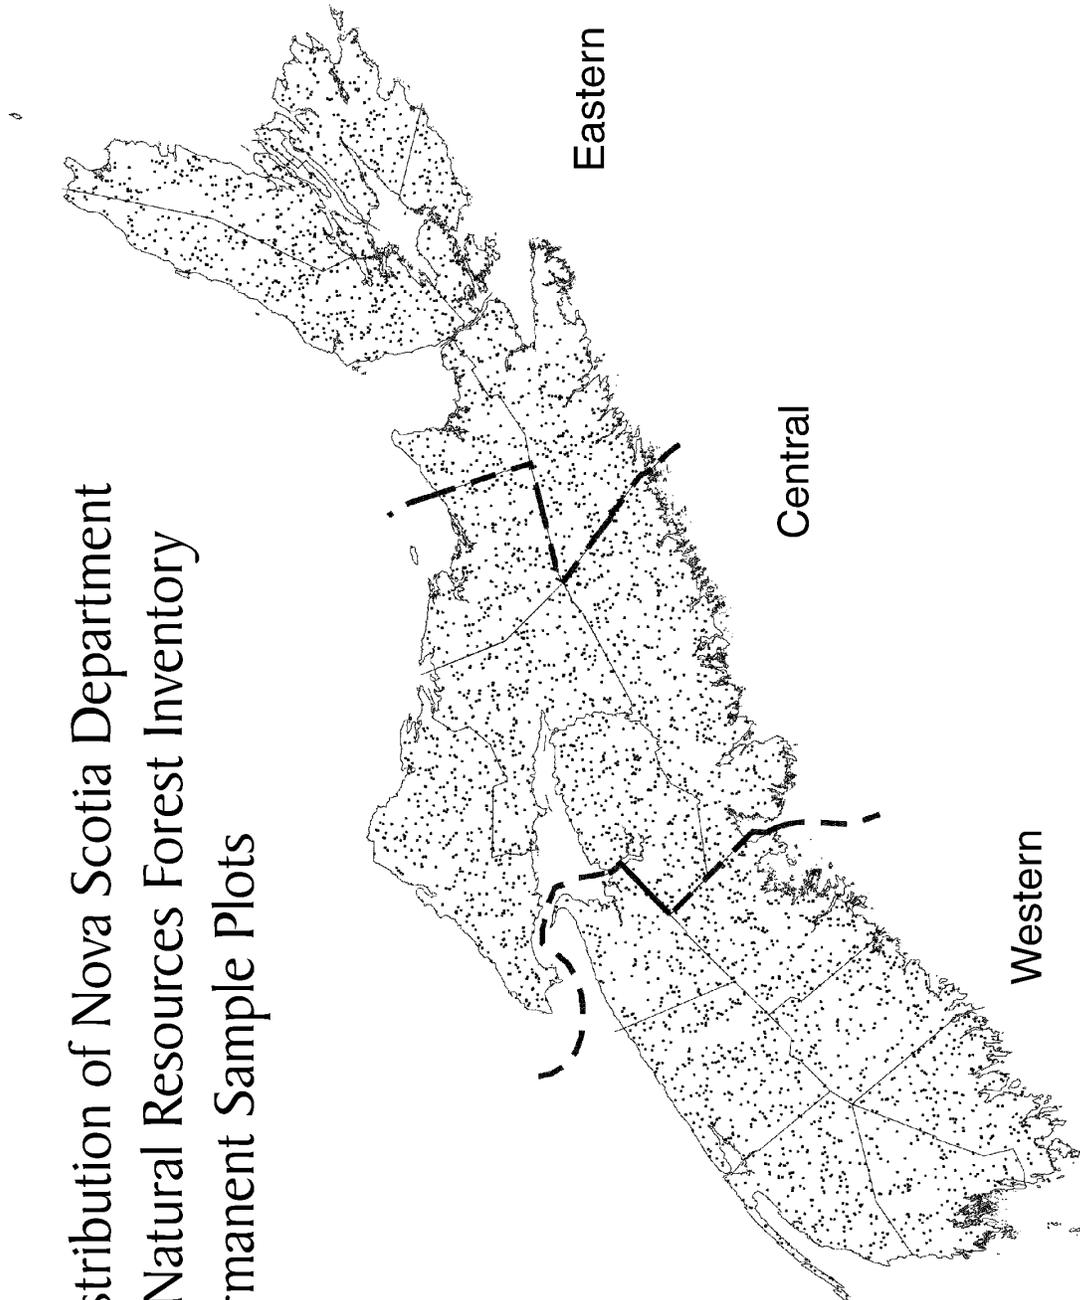 stribution of Nova Scotia Department
Natural Resources Forest Inventory
rmanent Sample Plots
Eastern
Central
Western